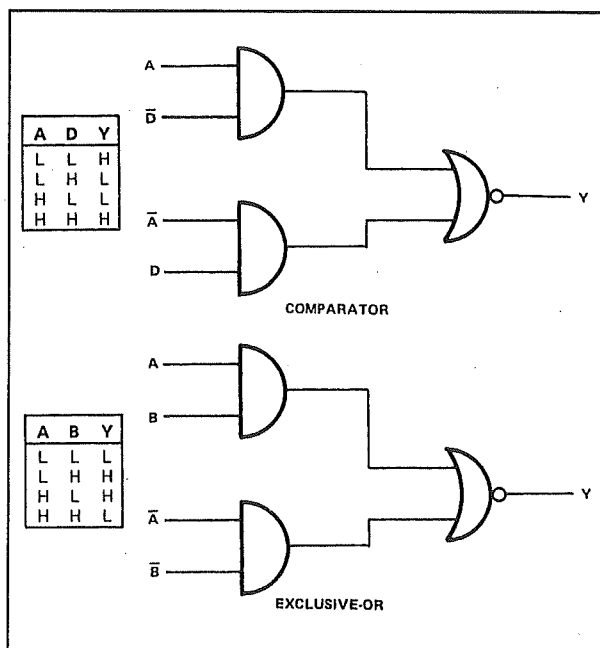 A
D̅
A D Y
L L H
L H L
H L L
H H H
A̅
D
Y
COMPARATOR
A
B
A B Y
L L L
L H H
H L H
H H L
A̅
B̅
Y
EXCLUSIVE-OR